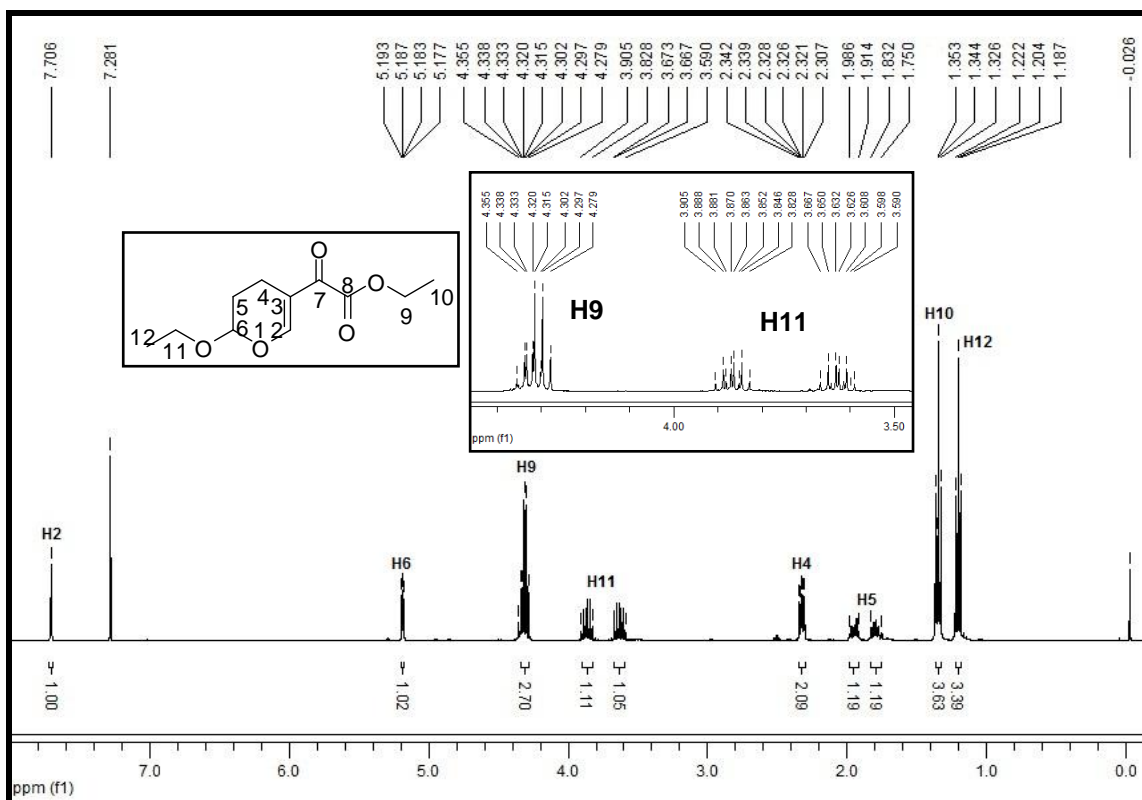 7.706 7.281 5.193 5.187 5.183 5.177 4.355 4.338 4.333 4.320 4.315 4.302 4.297 4.279 3.905 3.828 3.673 3.667 3.590 2.342 2.339 2.328 2.326 2.321 2.307 1.986 1.914 1.832 1.750 1.353 1.344 1.326 1.222 1.204 1.187 -0.026
4.355 4.338 4.333 4.320 4.315 4.302 4.297 4.279 3.905 3.888 3.881 3.870 3.863 3.852 3.846 3.828 3.667 3.650 3.632 3.626 3.608 3.598 3.590
H9 H11
4.00 3.50
ppm (f1)
O
4 3 7 8 O 10
5
6 1 2 O 9
12
11 O O
H2 H6 H9 H11 H4 H5 H10 H12
1.00 1.02 2.70 1.11 1.05 2.09 1.19 1.19 3.63 3.39
7.0 6.0 5.0 4.0 3.0 2.0 1.0 0.0
ppm (f1)